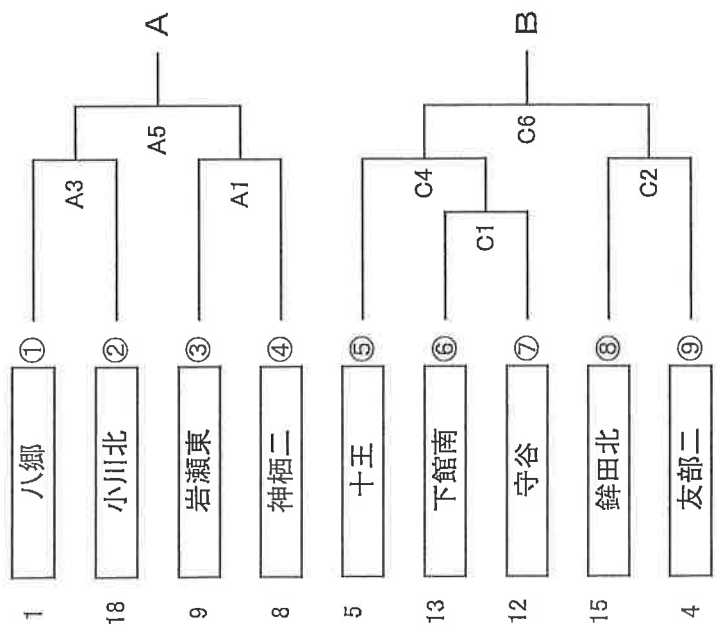 1 八郷 ①
18 小川北 ②
9 岩瀬東 ③
8 神栖二 ④
5 十王 ⑤
13 下館南 ⑥
12 守谷 ⑦
15 鉾田北 ⑧
4 友部二 ⑨
A3
A1
A5
A
C1
C4
C2
C6
B